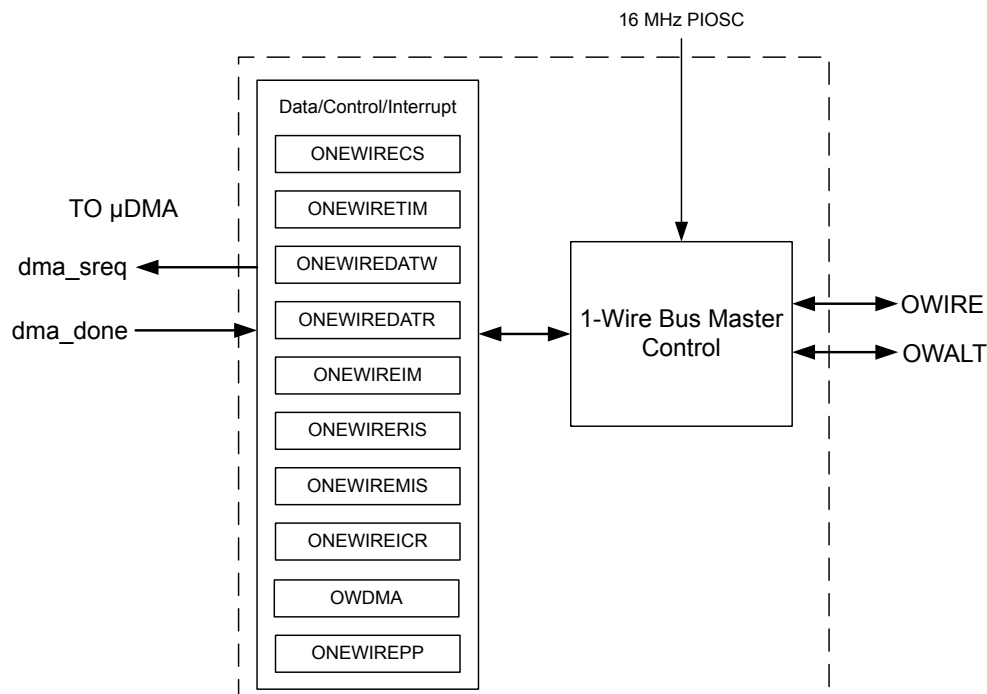 16 MHz PIOSC
Data/Control/Interrupt
ONEWIRECS
ONEWIRETIM
TO µDMA
dma_sreq
ONEWIREDATW
dma_done
ONEWIREDATR
1-Wire Bus Master
Control
OWIRE
OWALT
ONEWIREIM
ONEWIRERIS
ONEWIREMIS
ONEWIREICR
OWDMA
ONEWIREPP